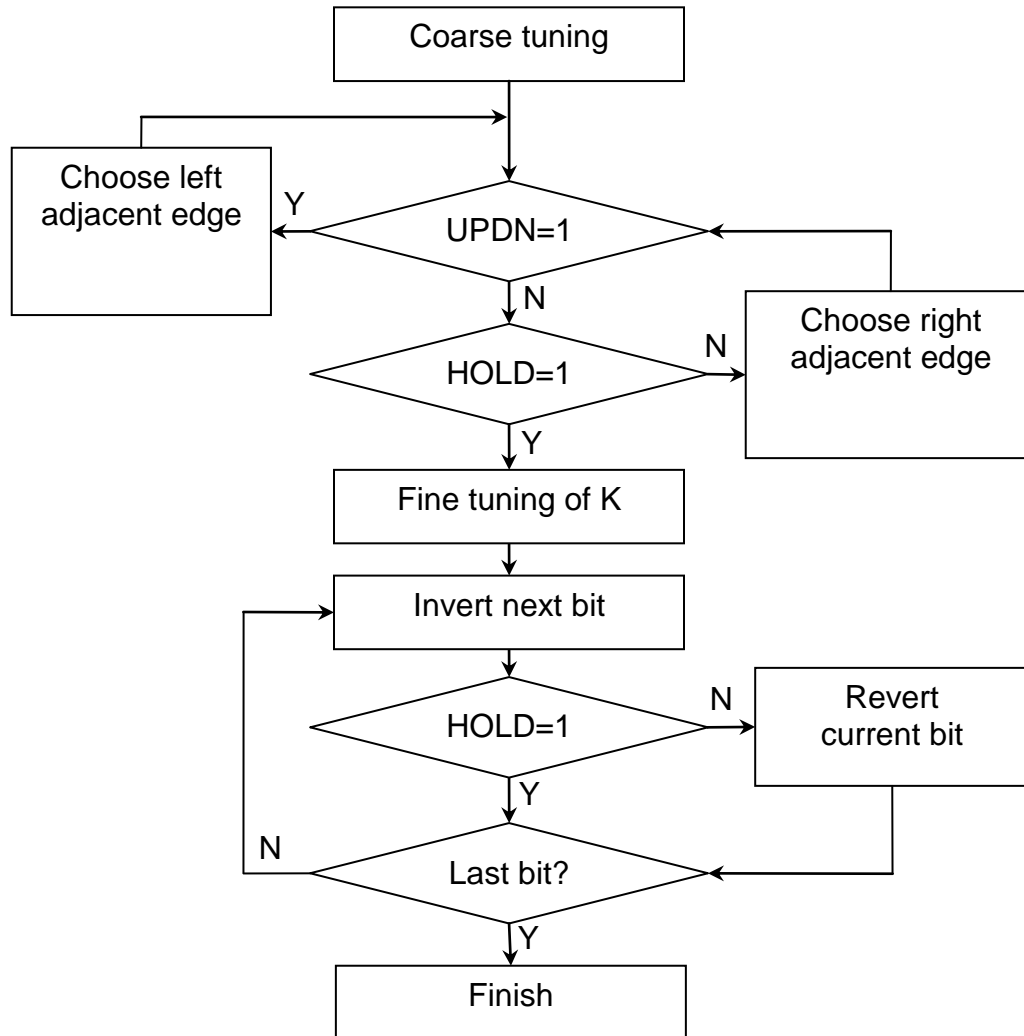 Coarse tuning
Choose left
adjacent edge
Y
UPDN=1
N
Choose right
adjacent edge
N
HOLD=1
Y
Fine tuning of K
Invert next bit
HOLD=1
N
Revert
current bit
Y
N
Last bit?
Y
Finish